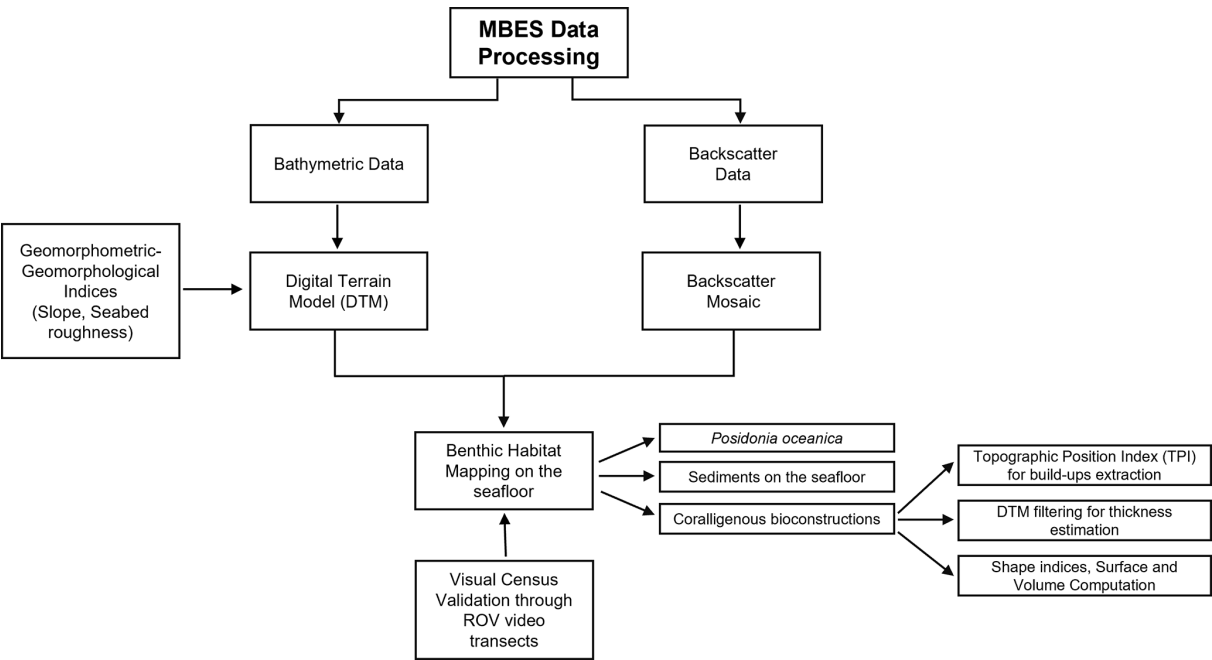 MBES Data
Processing
Bathymetric Data
Backscatter
Data
Geomorphometric-
Geomorphological
Indices
(Slope, Seabed
roughness)
Digital Terrain
Model (DTM)
Backscatter
Mosaic
Benthic Habitat
Mapping on the
seafloor
Posidonia oceanica
Sediments on the seafloor
Coralligenous bioconstructions
Topographic Position Index (TPI)
for build-ups extraction
DTM filtering for thickness
estimation
Shape indices, Surface and
Volume Computation
Visual Census
Validation through
ROV video
transects